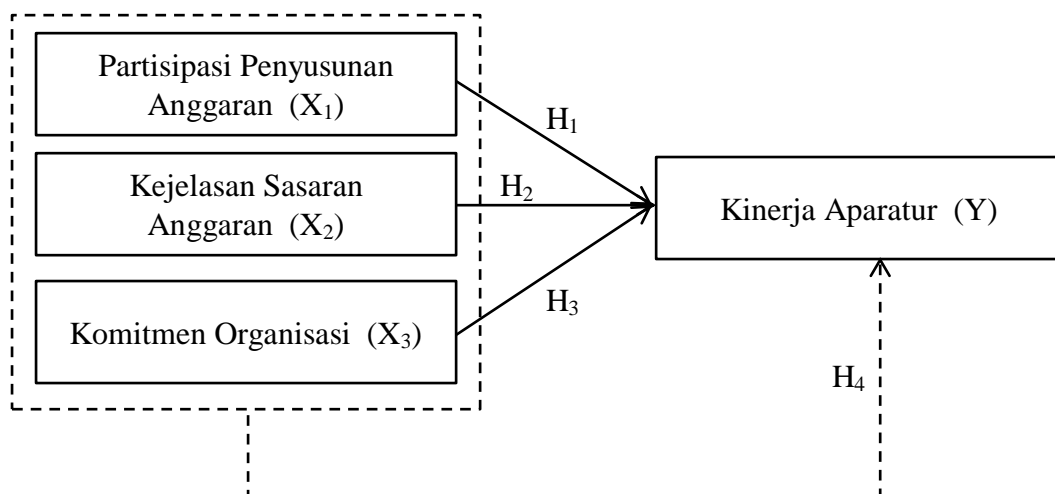 Partisipasi Penyusunan
Anggaran (X₁)
H₁
Kejelasan Sasaran
Anggaran (X₂)
H₂
Kinerja Aparatur (Y)
Komitmen Organisasi (X₃)
H₃
H₄